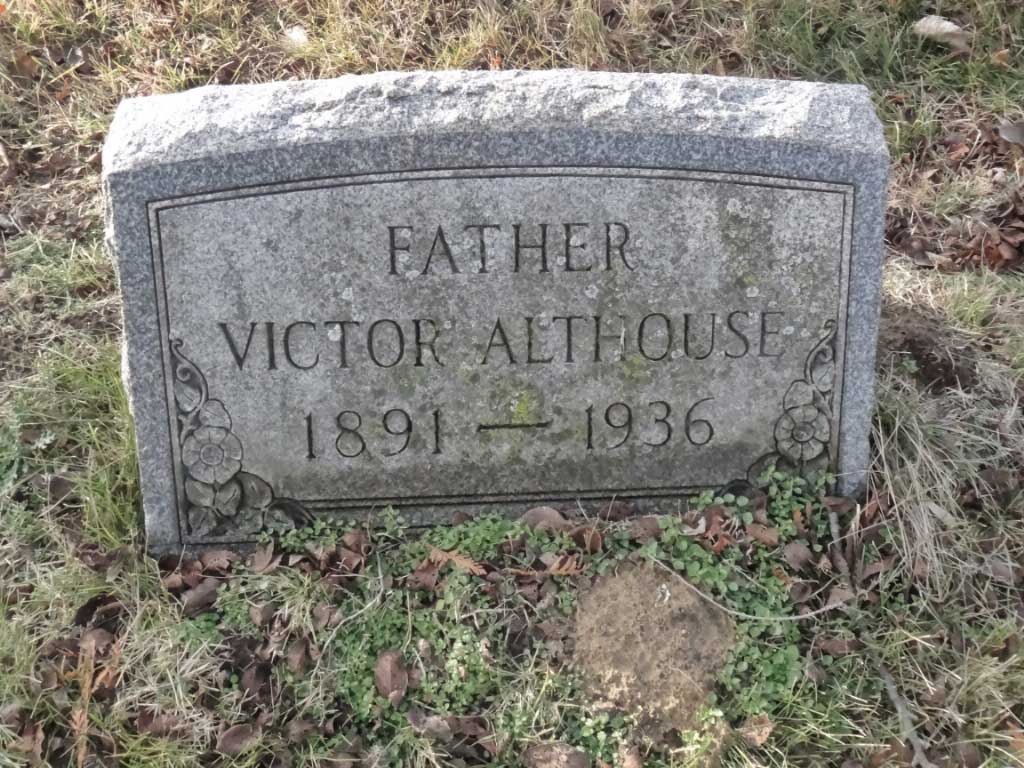 FATHER
VICTOR ALTHOUSE
1891 — 1936